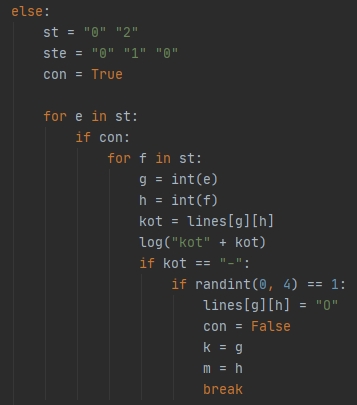 else:
    st = "0" "2"
    ste = "0" "1" "0"
    con = True

    for e in st:
        if con:
            for f in st:
                g = int(e)
                h = int(f)
                kot = lines[g][h]
                log("kot" + kot)
                if kot == "-":
                    if randint(0, 4) == 1:
                        lines[g][h] = "O"
                        con = False
                        k = g
                        m = h
                        break